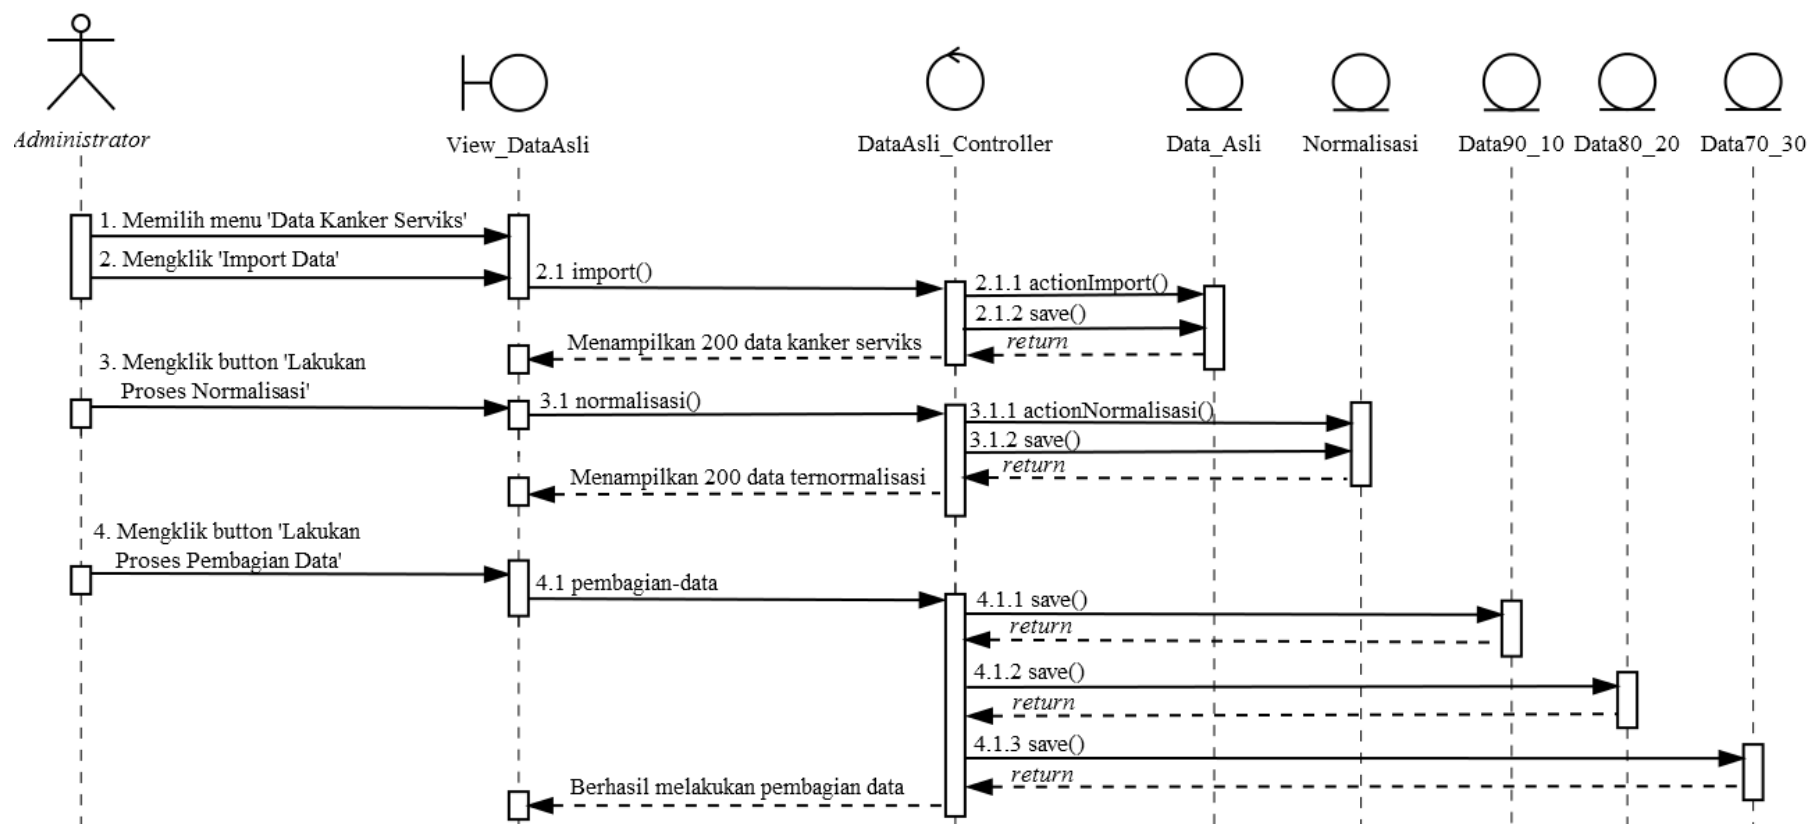 Administrator
View_DataAsli
DataAsli_Controller
Data_Asli
Normalisasi
Data90_10
Data80_20
Data70_30
1. Memilih menu 'Data Kanker Serviks'
2. Mengklik 'Import Data'
2.1 import()
2.1.1 actionImport()
2.1.2 save()
return
Menampilkan 200 data kanker serviks
3. Mengklik button 'Lakukan
Proses Normalisasi'
3.1 normalisasi()
3.1.1 actionNormalisasi()
3.1.2 save()
return
Menampilkan 200 data ternormalisasi
4. Mengklik button 'Lakukan
Proses Pembagian Data'
4.1 pembagian-data
4.1.1 save()
return
4.1.2 save()
return
4.1.3 save()
return
Berhasil melakukan pembagian data